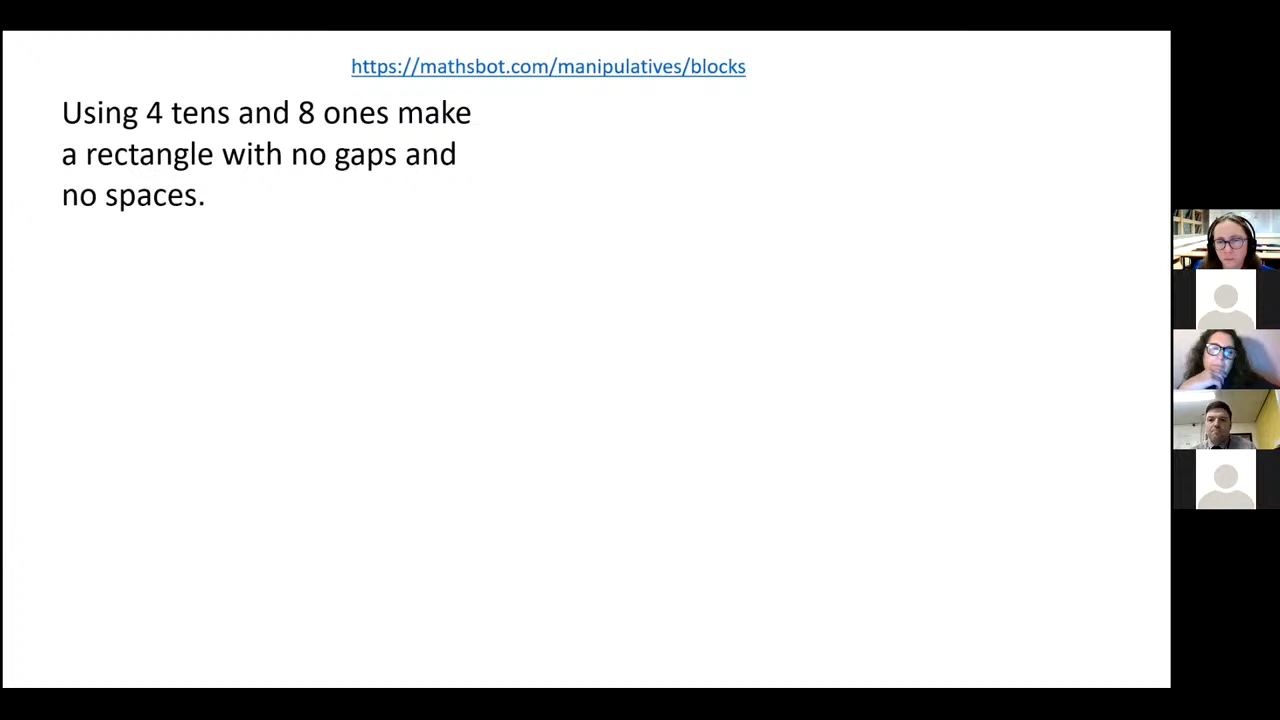 https://mathsbot.com/manipulatives/blocks
Using 4 tens and 8 ones make
a rectangle with no gaps and
no spaces.